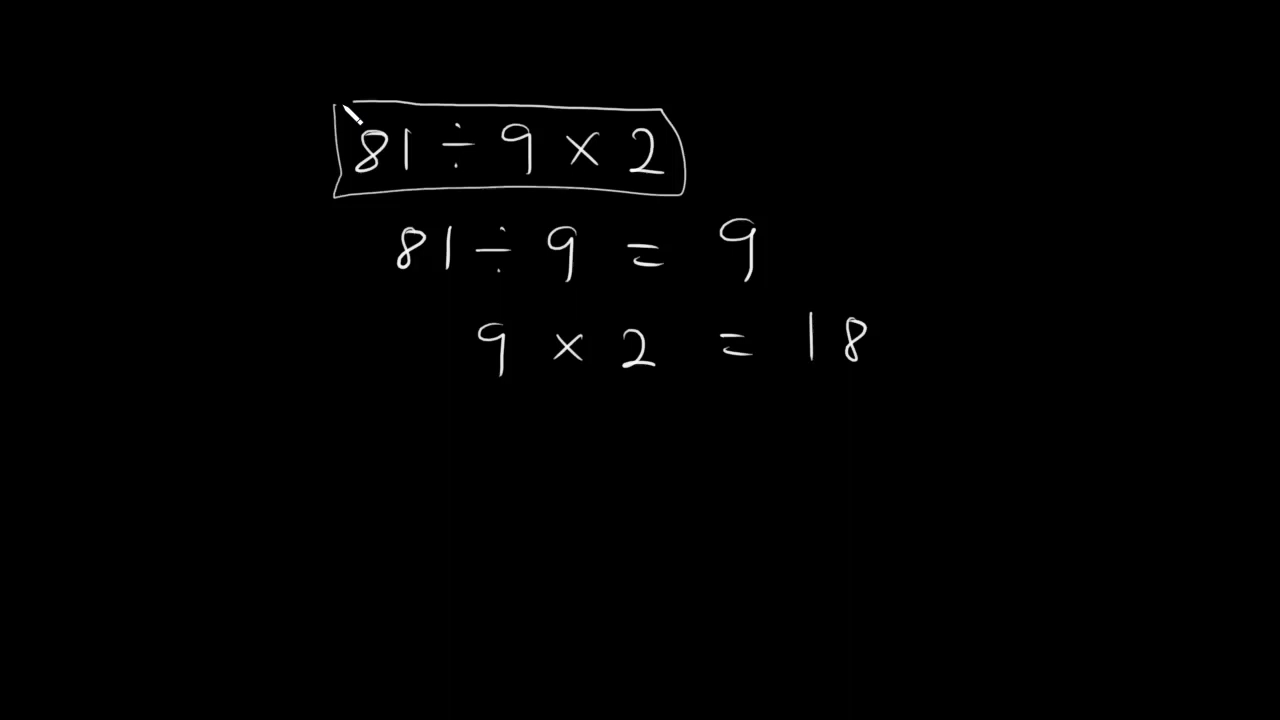 81 ÷ 9 × 2
81 ÷ 9 = 9
9 × 2 = 18